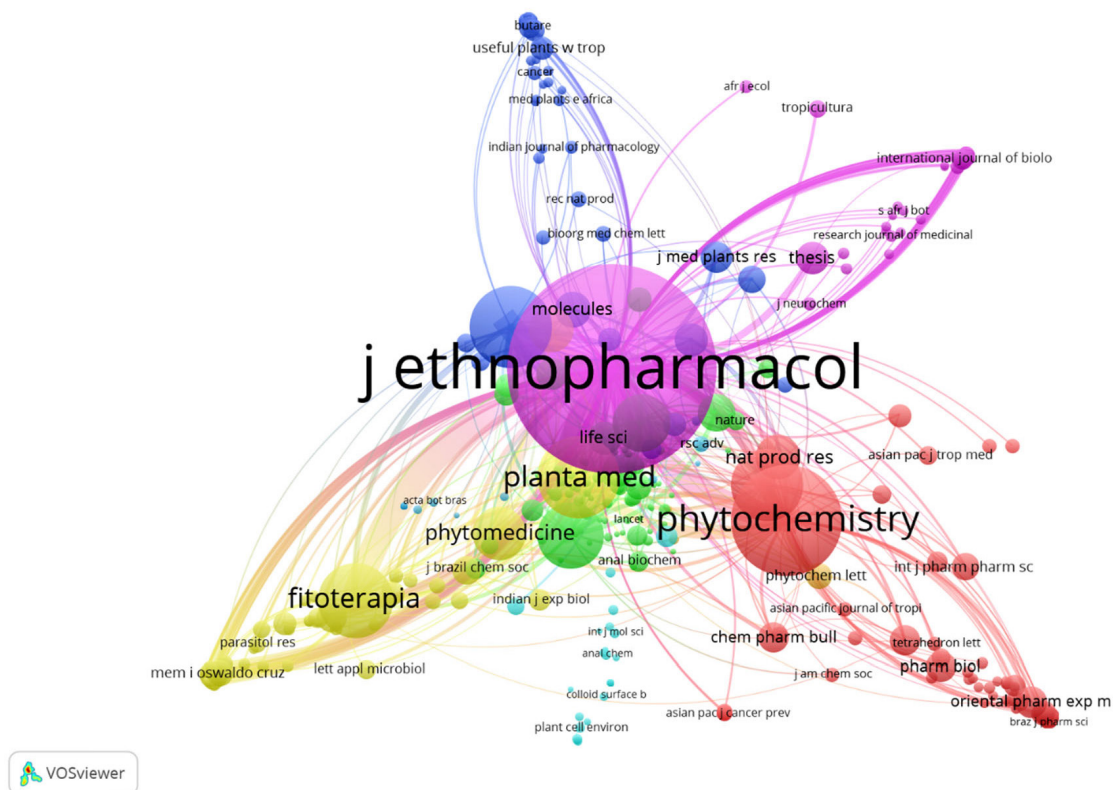 butare
useful plants w trop
cancer
med plants e africa
afr j ecol
tropicultura
indian journal of pharmacology
international journal of biolo
rec nat prod
s afr j bot
bioorg med chem lett
research journal of medicinal
j med plants res
thesis
molecules
j neurochem
j ethnopharmacol
nature
life sci
rsc adv
nat prod res
asian pac j trop med
planta med
acta bot bras
lancet
phytochemistry
phytomedicine
anal biochem
j brazil chem soc
phytochem lett
int j pharm pharm sc
fitoterapia
indian j exp biol
asian pacific journal of tropi
int j mol sci
chem pharm bull
parasitol res
tetrahedron lett
anal chem
mem i oswaldo cruz
lett appl microbiol
j am chem soc
pharm biol
colloid surface b
oriental pharm exp m
asian pac j cancer prev
braz j pharm sci
plant cell environ
VOSviewer